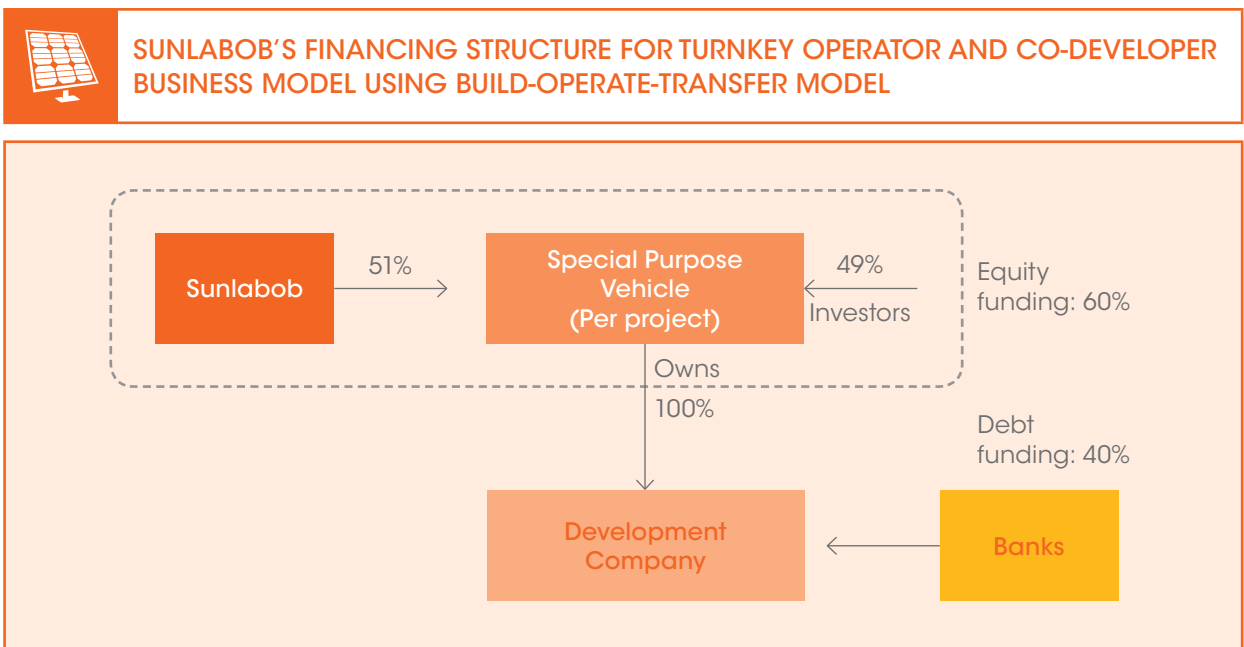 SUNLABOB’S FINANCING STRUCTURE FOR TURNKEY OPERATOR AND CO-DEVELOPER
BUSINESS MODEL USING BUILD-OPERATE-TRANSFER MODEL
Sunlabob
51%
Special Purpose
Vehicle
(Per project)
49%
Investors
Equity
funding: 60%
Owns
100%
Debt
funding: 40%
Development
Company
Banks